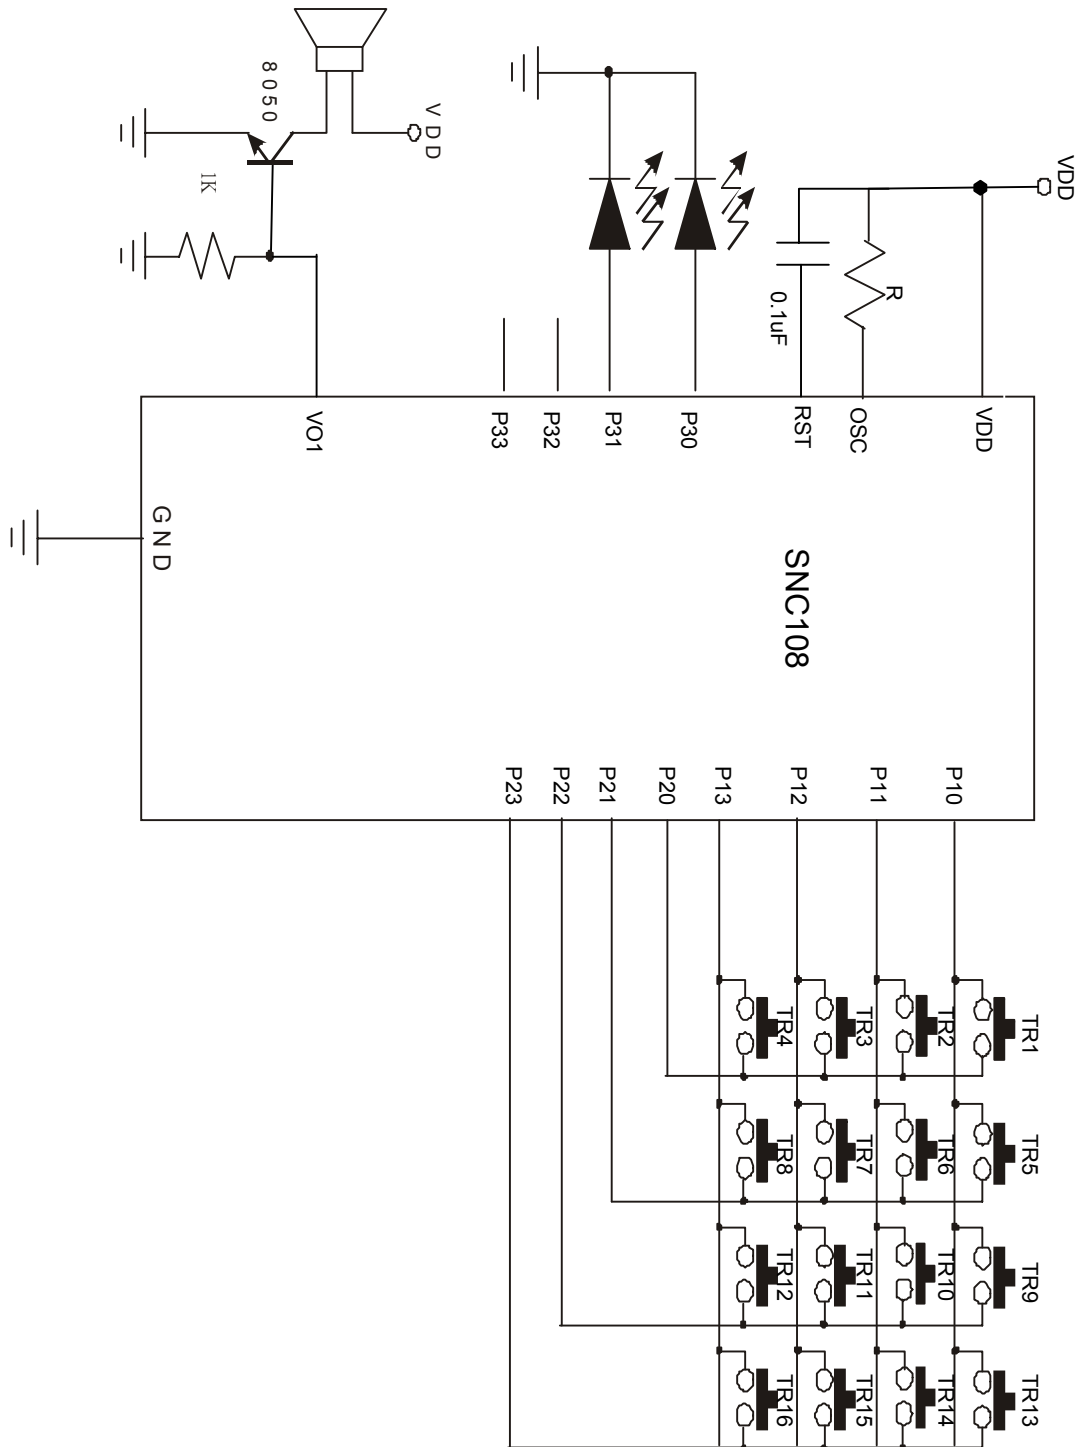 8050
VDD
1K
VDD
R
0.1uF
VO1
P33
P32
P31
P30
RST
OSC
VDD
GND
SNC108
P23
P22
P21
P20
P13
P12
P11
P10
TR4
TR3
TR2
TR1
TR8
TR7
TR6
TR5
TR12
TR11
TR10
TR9
TR16
TR15
TR14
TR13